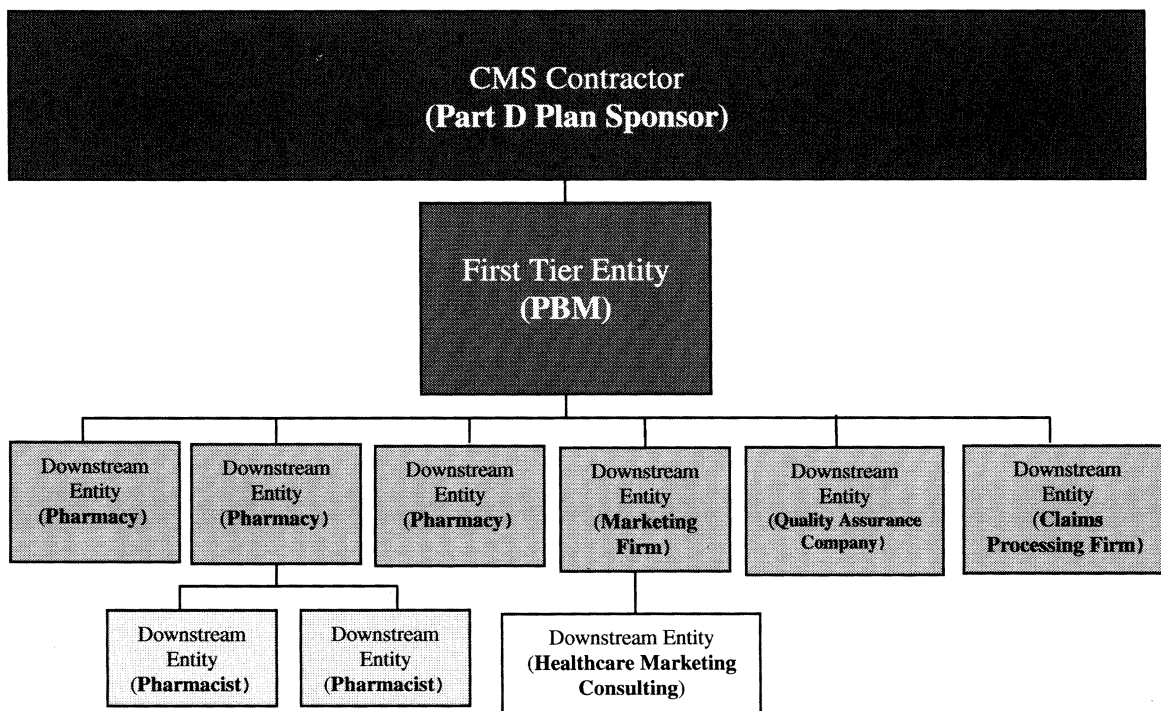 CMS Contractor
(Part D Plan Sponsor)
First Tier Entity
(PBM)
Downstream
Entity
(Pharmacy)
Downstream
Entity
(Pharmacy)
Downstream
Entity
(Pharmacy)
Downstream
Entity
(Marketing
Firm)
Downstream
Entity
(Quality Assurance
Company)
Downstream
Entity
(Claims
Processing Firm)
Downstream
Entity
(Pharmacist)
Downstream
Entity
(Pharmacist)
Downstream Entity
(Healthcare Marketing
Consulting)